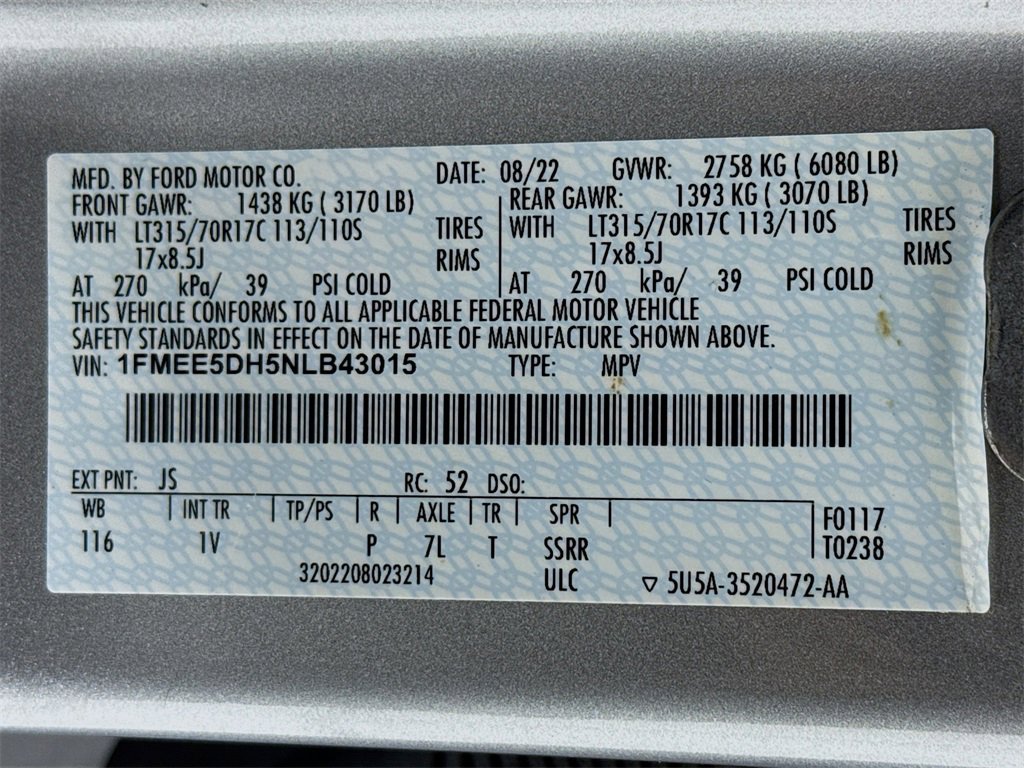 MFD. BY FORD MOTOR CO. DATE: 08/22 GVWR: 2758 KG ( 6080 LB)
FRONT GAWR: 1438 KG ( 3170 LB) REAR GAWR: 1393 KG ( 3070 LB)
WITH LT315/70R17C 113/110S TIRES WITH LT315/70R17C 113/110S TIRES
17x8.5J RIMS 17x8.5J RIMS
AT 270 kPa/ 39 PSI COLD AT 270 kPa/ 39 PSI COLD
THIS VEHICLE CONFORMS TO ALL APPLICABLE FEDERAL MOTOR VEHICLE
SAFETY STANDARDS IN EFFECT ON THE DATE OF MANUFACTURE SHOWN ABOVE.
VIN: 1FMEE5DH5NLB43015 TYPE: MPV
EXT PNT: JS RC: 52 DSO:
WB INT TR TP/PS R AXLE TR SPR F0117
116 1V P 7L T SSRR T0238
3202208023214 ULC ▽ 5U5A-3520472-AA